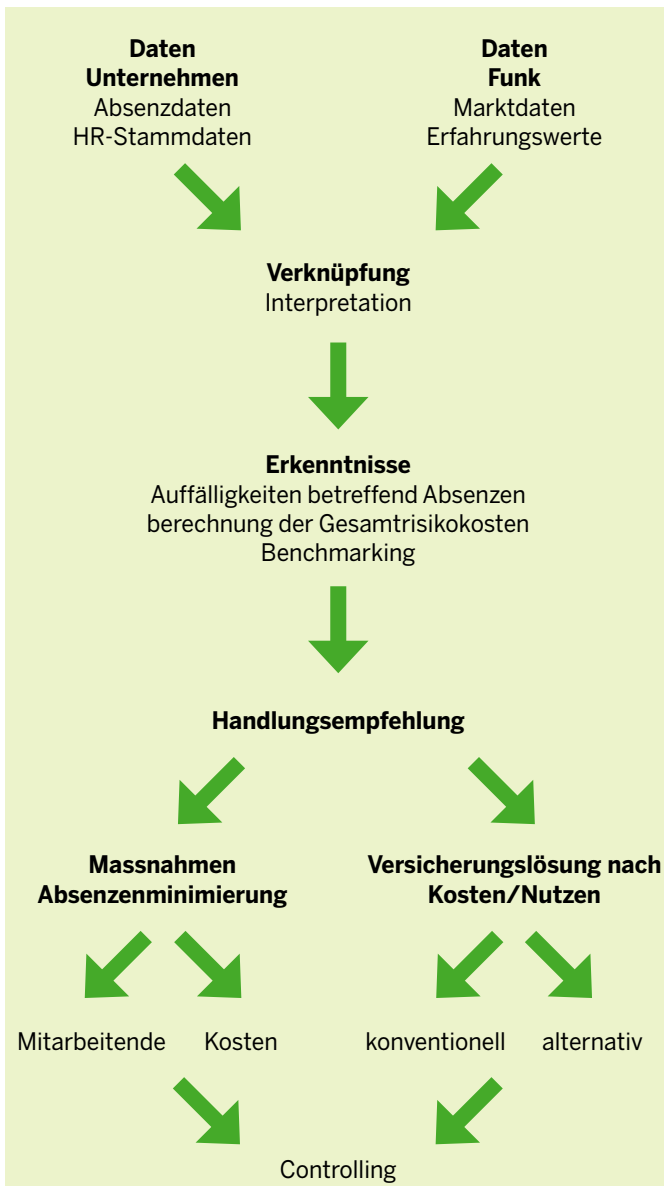 Daten
Unternehmen
Absenzdaten
HR-Stammdaten
Daten
Funk
Marktdaten
Erfahrungswerte
Verknüpfung
Interpretation
Erkenntnisse
Auffälligkeiten betreffend Absenzen
berechnung der Gesamtrisikokosten
Benchmarking
Handlungsempfehlung
Massnahmen
Absenzenminimierung
Versicherungslösung nach
Kosten/Nutzen
Mitarbeitende
Kosten
konventionell
alternativ
Controlling